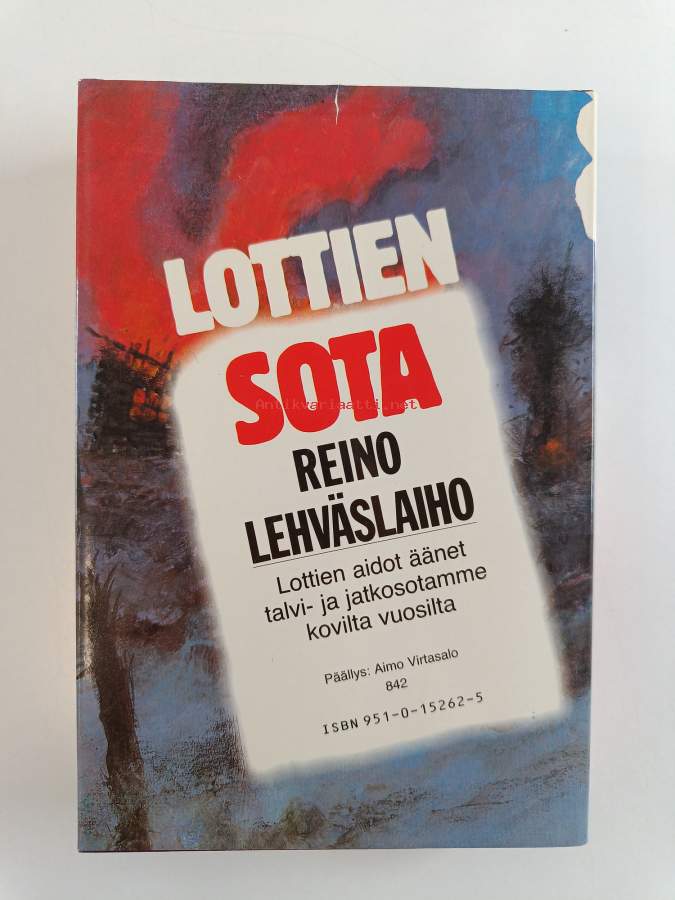 LOTTIEN
SOTA
Antikvariaatti.net
REINO
LEHVÄSLAIHO
Lottien aidot äänet
talvi- ja jatkosotamme
kovilta vuosilta
Päällys: Aimo Virtasalo
842
ISBN 951-0-15262-5